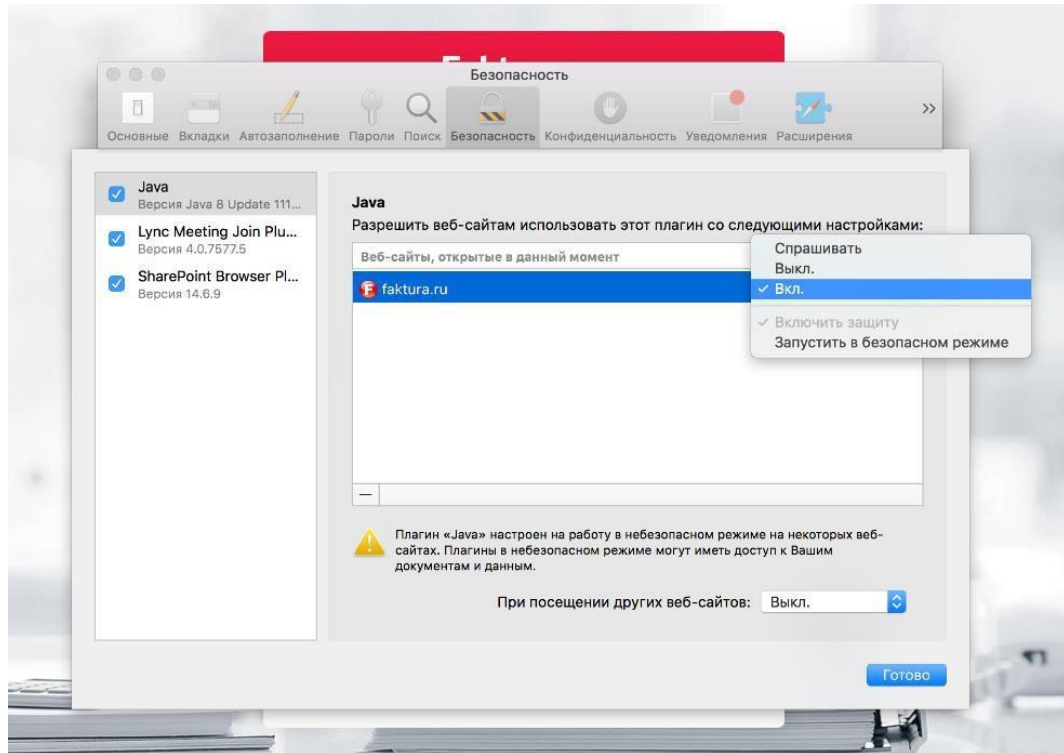 Безопасность
Основные Вкладки Автозаполнение Пароли Поиск Безопасность Конфиденциальность Уведомления Расширения
Java
Версия Java 8 Update 111...
Lync Meeting Join Plu...
Версия 4.0.7577.5
SharePoint Browser Pl...
Версия 14.6.9
Java
Разрешить веб-сайтам использовать этот плагин со следующими настройками:
Веб-сайты, открытые в данный момент
faktura.ru
Спрашивать
Выкл.
Вкл.
Включить защиту
Запустить в безопасном режиме
Плагин «Java» настроен на работу в небезопасном режиме на некоторых веб-
сайтах. Плагины в небезопасном режиме могут иметь доступ к Вашим
документам и данным.
При посещении других веб-сайтов: Выкл.
Готово